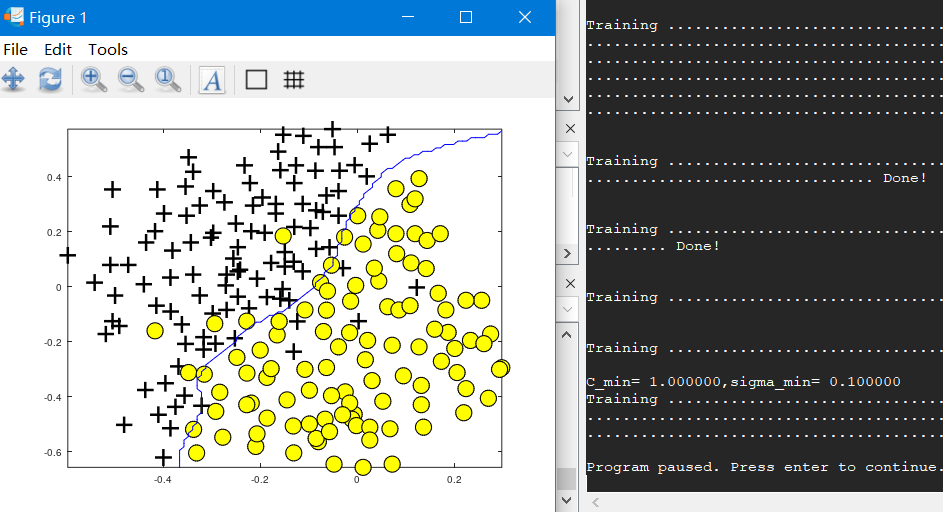 Figure 1
File Edit Tools
A
0.4
0.2
0
-0.2
-0.4
-0.6
-0.4
-0.2
0
0.2
Training ................................
.......................................
.......................................
.......................................
.......................................
.......................................
Training ................................
................................. Done!
Training ................................
......... Done!
Training ................................
Training ................................
C_min= 1.000000,sigma_min= 0.100000
Training ................................
.......................................
.......................................
Program paused. Press enter to continue.